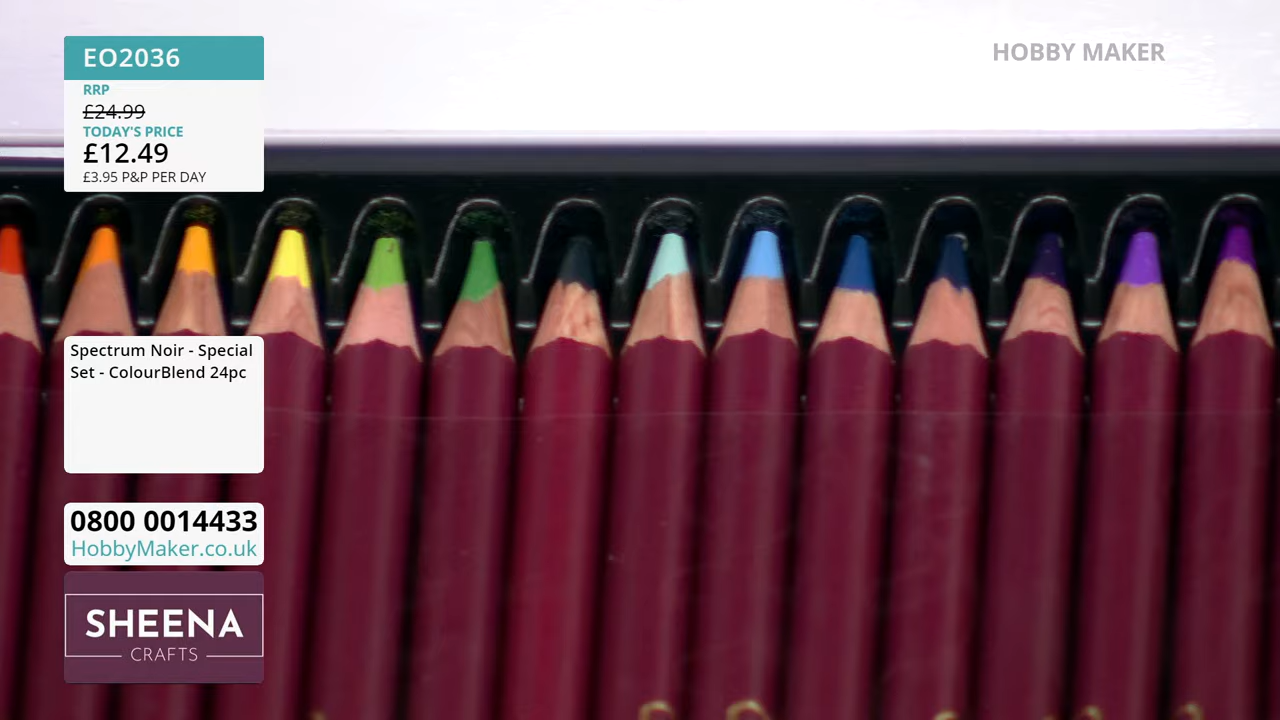 EO2036
RRP
£24.99
TODAY'S PRICE
£12.49
£3.95 P&P PER DAY
HOBBY MAKER
Spectrum Noir - Special
Set - ColourBlend 24pc
0800 0014433
HobbyMaker.co.uk
SHEENA
CRAFTS